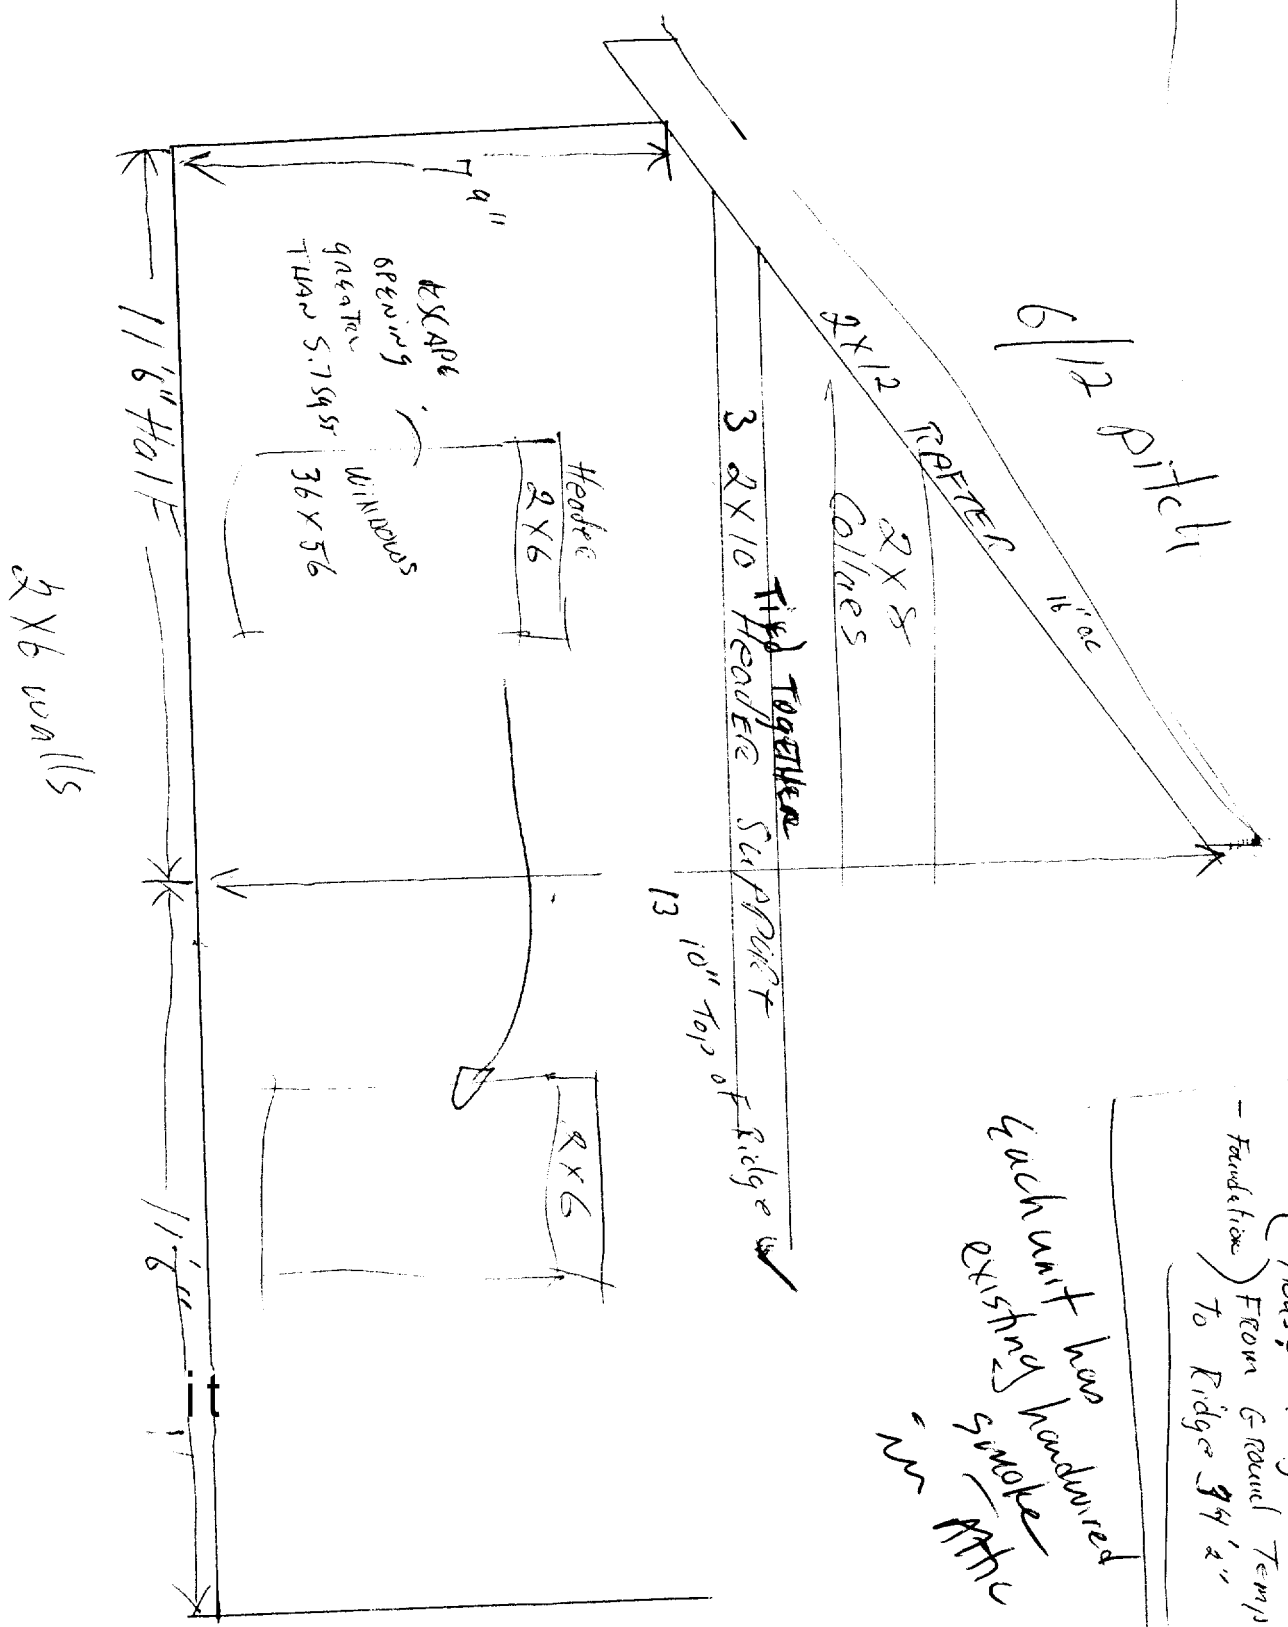 6/12 pitch
2X12 RAFTER 16"oc
2X8
Collaes
TIED TOGETHER
3 2X10 HeadER SuppoRt
7 9"
13 10" Top of Ridge
Header
2X6
2X6
ESCAPE
OPENING
greater
THAN 5.7 sq
WINDOWS
36 X 56
11'6" HalF
11'6"
it
2X6 walls
- Foundation) FROM GROUND Temp
To Ridge 34'2"
Each unit has
existing hardwired
smoke
in Attic